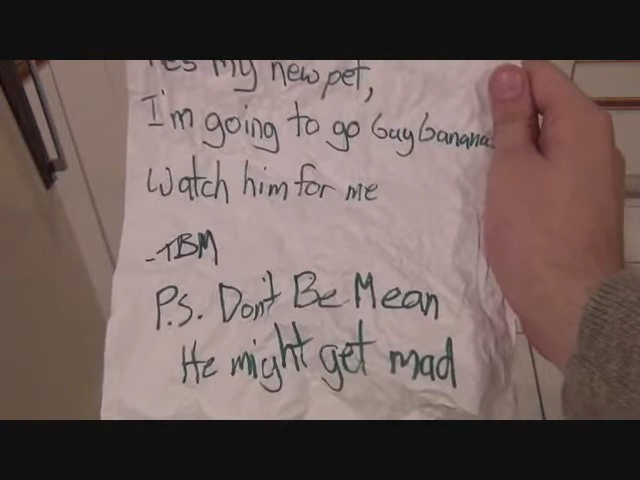 my new pet,
I'm going to go buy bananas.
Watch him for me
-TBM
P.S. Don't Be Mean
He might get mad